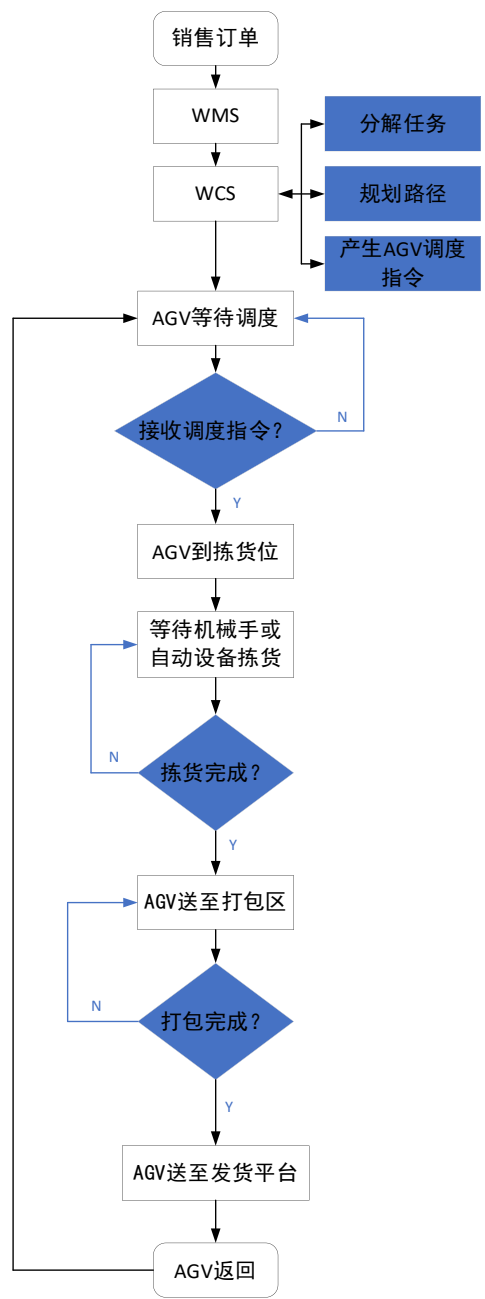 销售订单
WMS
分解任务
WCS
规划路径
产生AGV调度
指令
AGV等待调度
接收调度指令？
N
Y
AGV到拣货位
等待机械手或
自动设备拣货
N
拣货完成？
Y
AGV送至打包区
N
打包完成？
Y
AGV送至发货平台
AGV返回